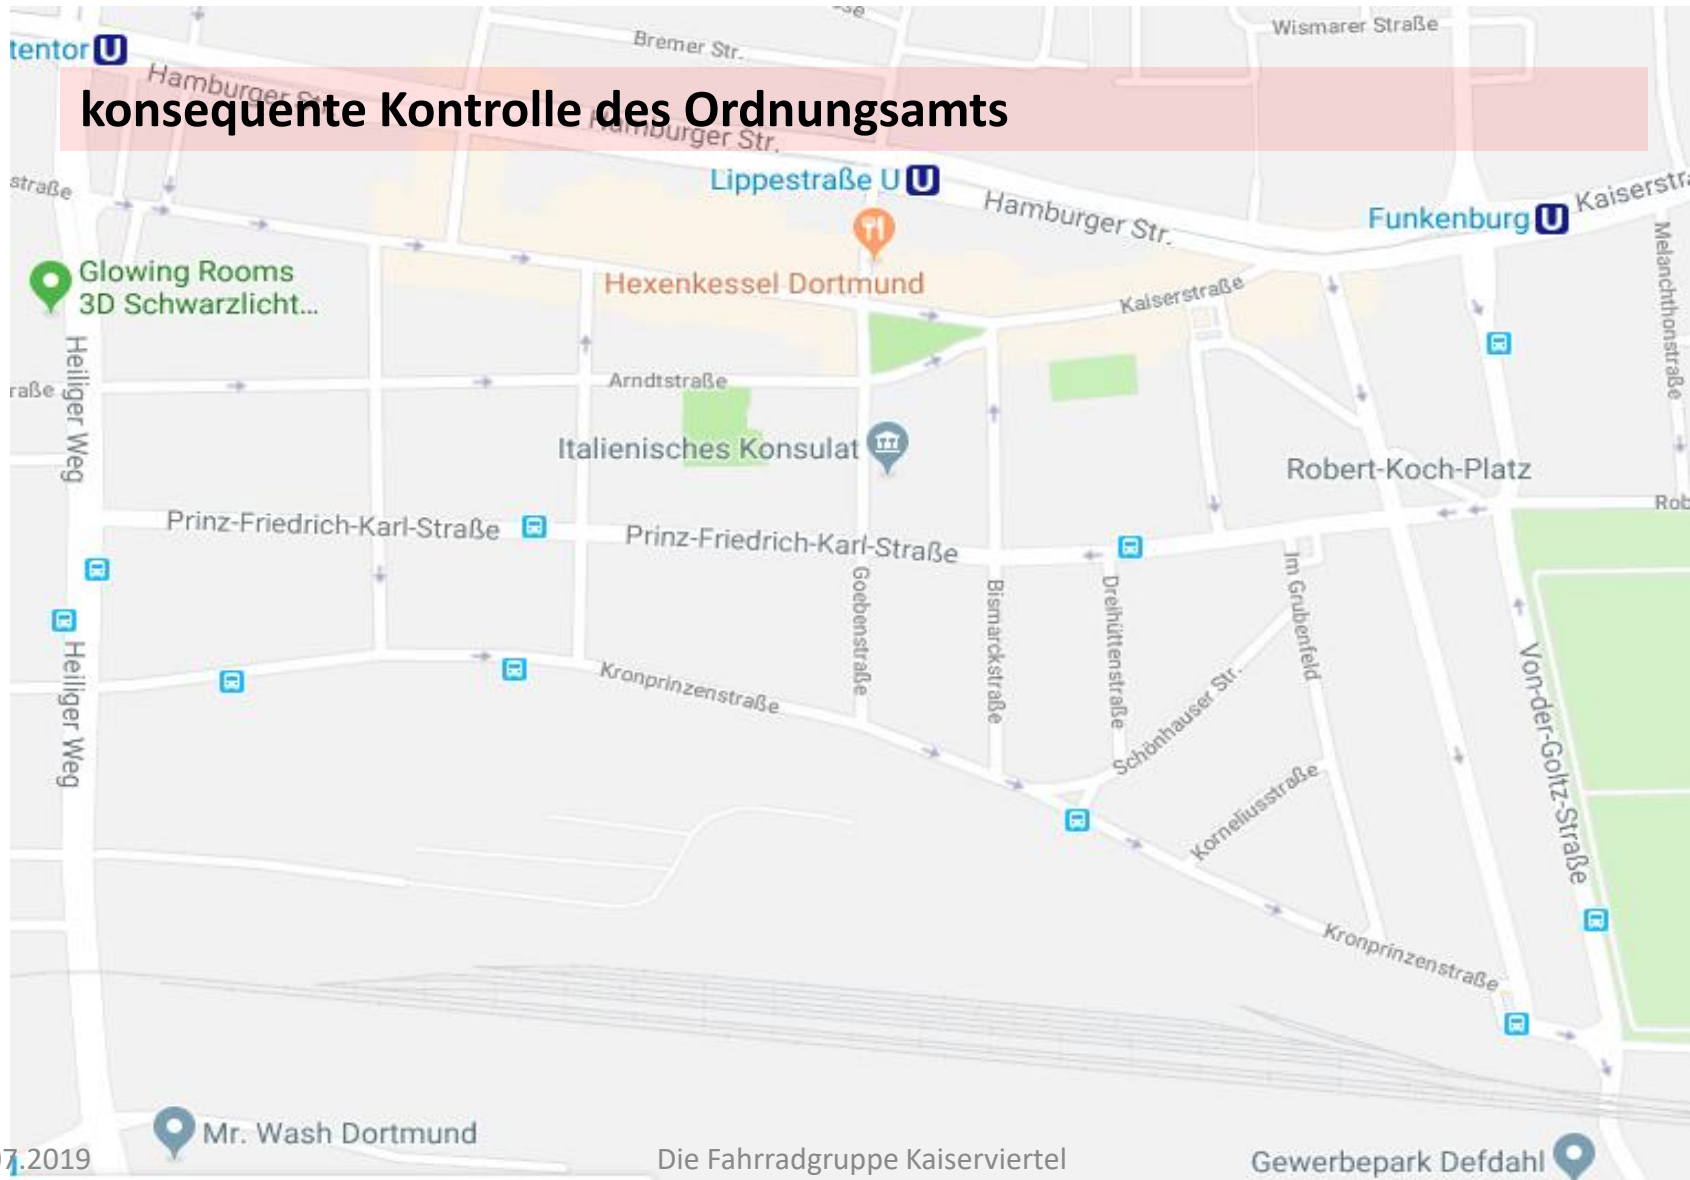 Wismarer Straße
Bremer Str.
tentor U
Hamburger Str.
konsequente Kontrolle des Ordnungsamts
Hamburger Str.
Lippestraße U U
straße
Hamburger Str.
Kaiserstra
Funkenburg U
Melanchthonstraße
Glowing Rooms
3D Schwarzlicht...
Hexenkessel Dortmund
Kaiserstraße
Heiliger Weg
raße
Arndtstraße
Italienisches Konsulat
Robert-Koch-Platz
Rob
Prinz-Friedrich-Karl-Straße
Prinz-Friedrich-Karl-Straße
Goebenstraße
Bismarckstraße
Dreihüttenstraße
Im Grubenfeld
Heiliger Weg
Kronprinzenstraße
Schönhauser Str.
Von-der-Goltz-Straße
Korneliusstraße
Kronprinzenstraße
Mr. Wash Dortmund
07.2019
Die Fahrradgruppe Kaiserviertel
Gewerbepark Defdahl